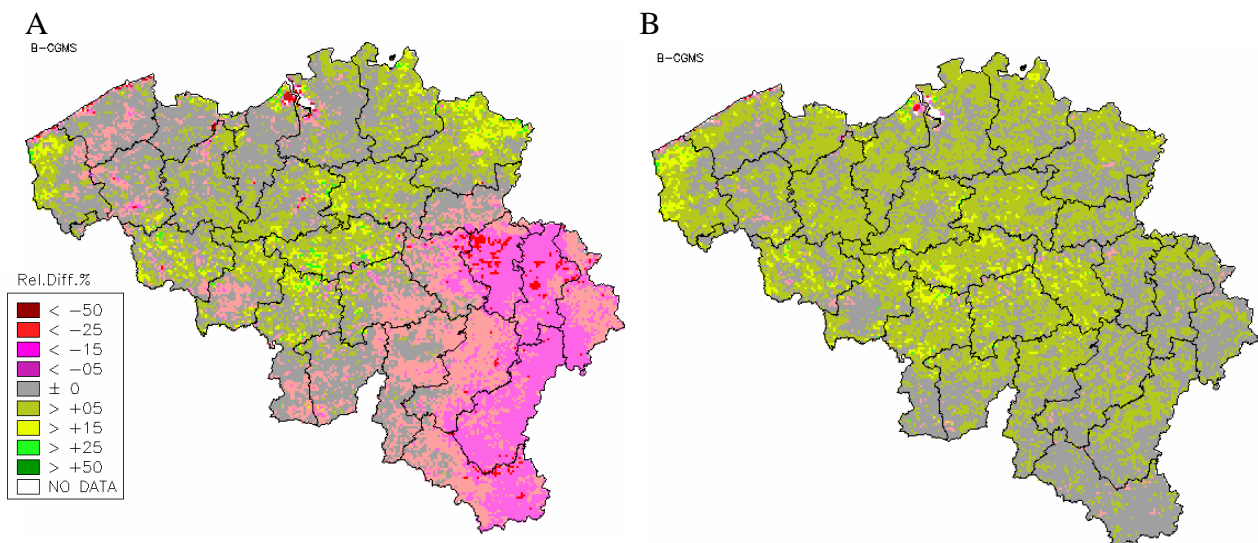 A
B
B-CGMS
B-CGMS
Rel.Diff.%
< -50
< -25
< -15
< -05
± 0
> +05
> +15
> +25
> +50
NO DATA